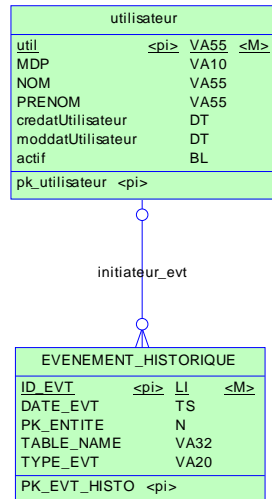 utilisateur
util <pi> VA55 <M>
MDP VA10
NOM VA55
PRENOM VA55
credatUtilisateur DT
moddatUtilisateur DT
actif BL
pk_utilisateur <pi>
initiateur_evt
EVENEMENT_HISTORIQUE
ID_EVT <pi> LI <M>
DATE_EVT TS
PK_ENTITE N
TABLE_NAME VA32
TYPE_EVT VA20
PK_EVT_HISTO <pi>